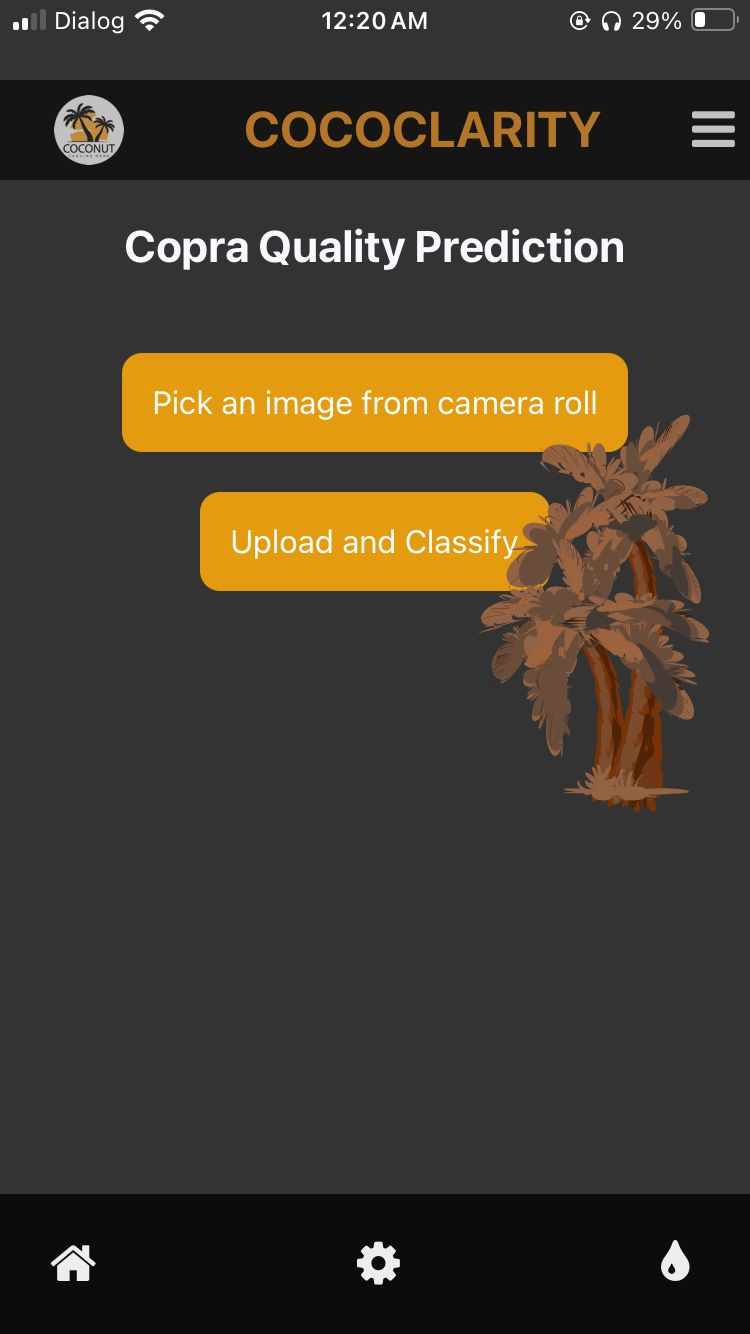 Dialog 12:20 AM 29%
COCONUT
COCOCLARITY
Copra Quality Prediction
Pick an image from camera roll
Upload and Classify